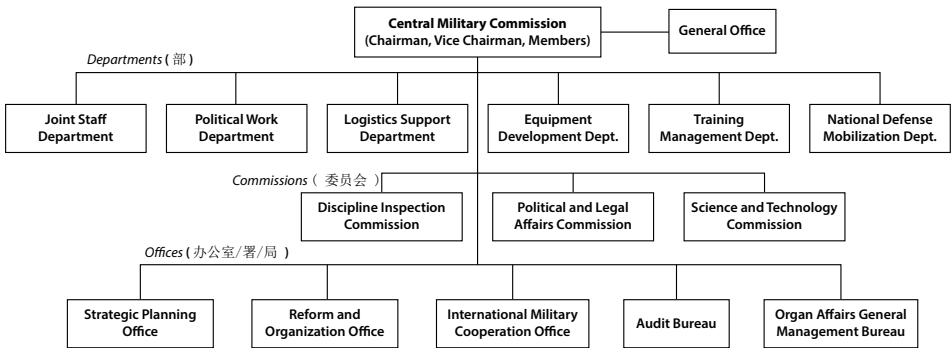 Central Military Commission
(Chairman, Vice Chairman, Members)
General Office
Departments ( 部 )
Joint Staff
Department
Political Work
Department
Logistics Support
Department
Equipment
Development Dept.
Training
Management Dept.
National Defense
Mobilization Dept.
Commissions ( 委员会 )
Discipline Inspection
Commission
Political and Legal
Affairs Commission
Science and Technology
Commission
Offices ( 办公室/署/局 )
Strategic Planning
Office
Reform and
Organization Office
International Military
Cooperation Office
Audit Bureau
Organ Affairs General
Management Bureau